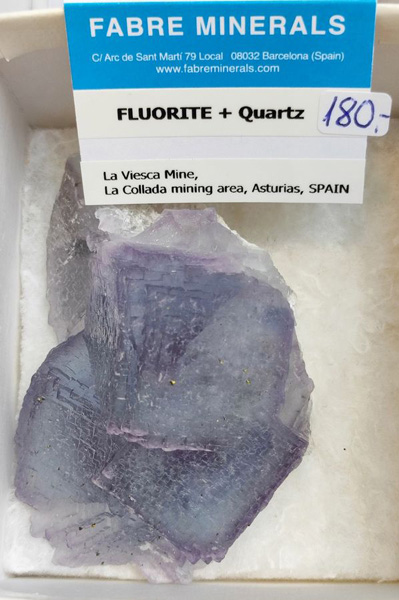 FABRE MINERALS
C/ Arc de Sant Martí 79 Local 08032 Barcelona (Spain)
www.fabreminerals.com
FLUORITE + Quartz 180,-
La Viesca Mine,
La Collada mining area, Asturias, SPAIN